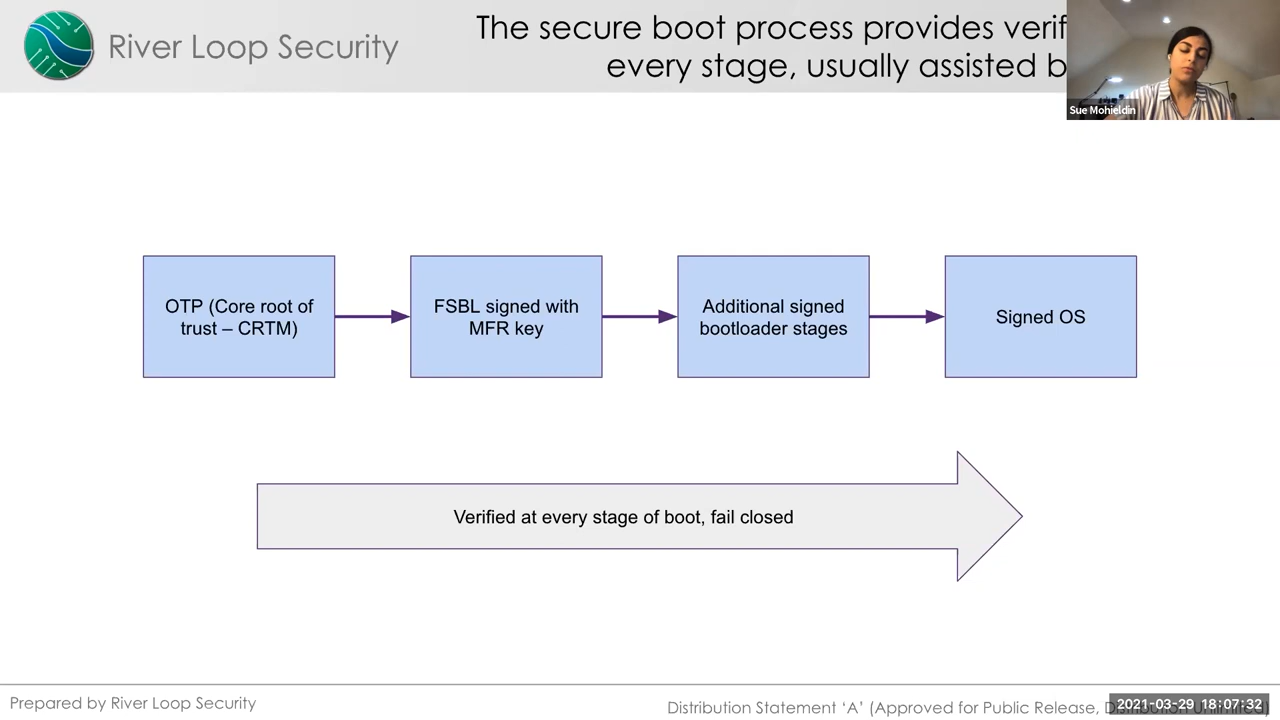 River Loop Security
The secure boot process provides
every stage, usually assisted
Sue Mohieldin
OTP (Core root of
trust – CRTM)
FSBL signed with
MFR key
Additional signed
bootloader stages
Signed OS
Verified at every stage of boot, fail closed
Prepared by River Loop Security
Distribution Statement ‘A’ (Approved for Public Release, Distribution Unlimited)
2021-03-29 18:07:32